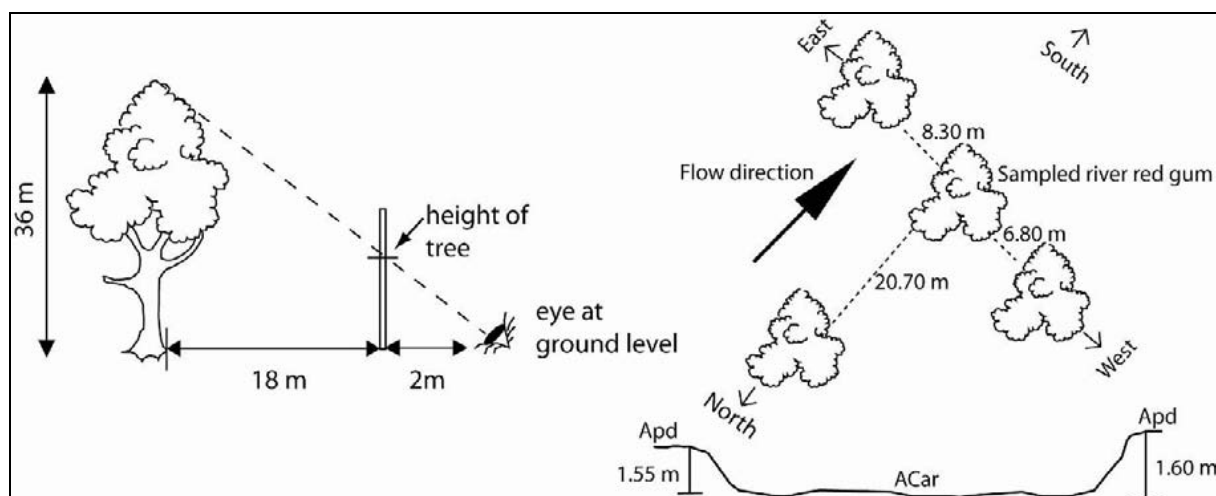 36 m
height of
tree
eye at
ground level
18 m
2m
East
South
8.30 m
Flow direction
Sampled river red gum
6.80 m
20.70 m
West
North
Apd
Apd
1.55 m
ACar
1.60 m